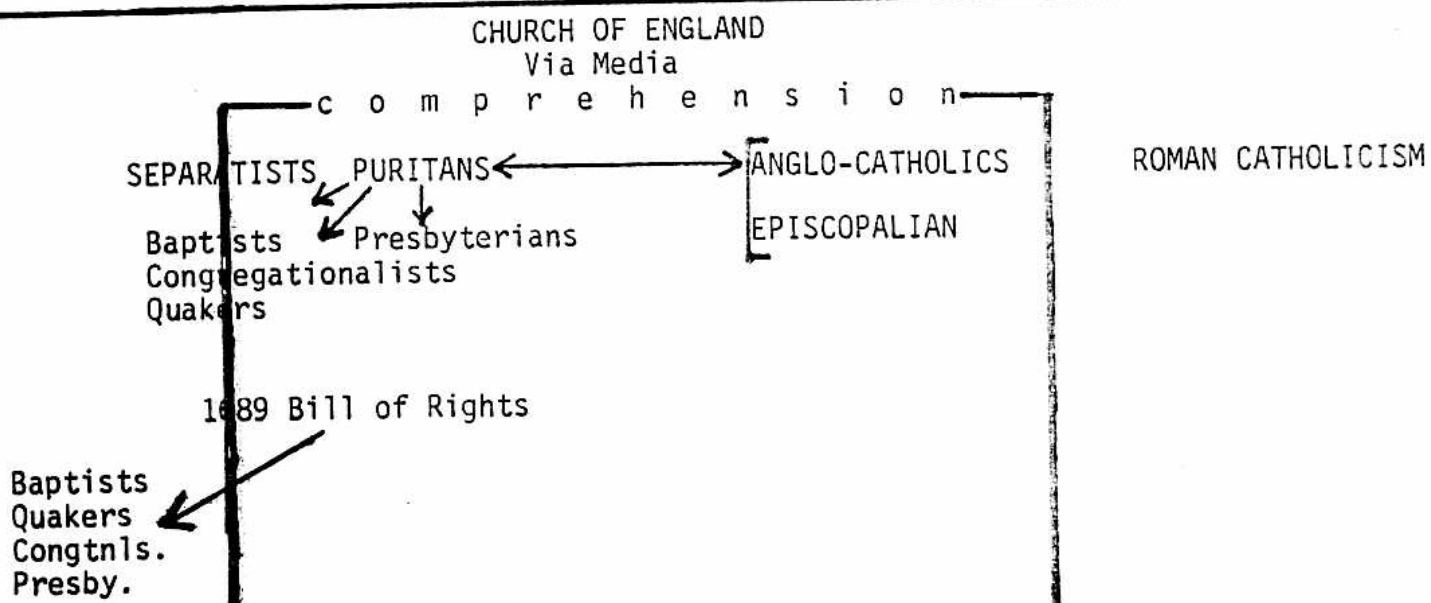 CHURCH OF ENGLAND
Via Media
comprehension
SEPARATISTS PURITANS ANGLO-CATHOLICS ROMAN CATHOLICISM
Baptists Presbyterians EPISCOPALIAN
Congregationalists
Quakers
1689 Bill of Rights
Baptists
Quakers
Congtnls.
Presby.